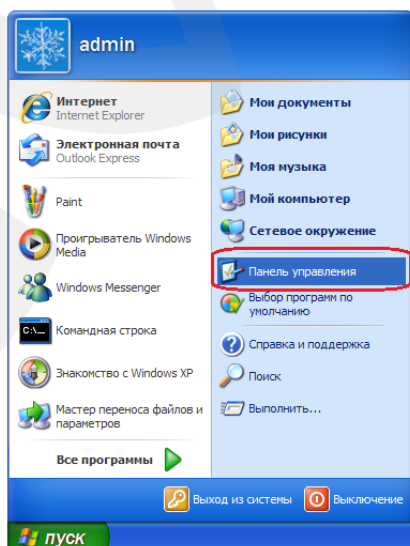 admin
Интернет
Internet Explorer
Электронная почта
Outlook Express
Paint
Проигрыватель Windows
Media
Windows Messenger
C:\_
Командная строка
Знакомство с Windows XP
Мастер переноса файлов и
параметров
Все программы
Мои документы
Мои рисунки
Моя музыка
Мой компьютер
Сетевое окружение
Панель управления
Выбор программ по
умолчанию
Справка и поддержка
Поиск
Выполнить...
Выход из системы
Выключение
пуск